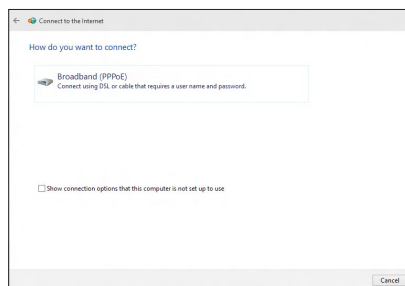 Connect to the Internet
How do you want to connect?
Broadband (PPPoE)
Connect using DSL or cable that requires a user name and password.
Show connection options that this computer is not set up to use
Cancel